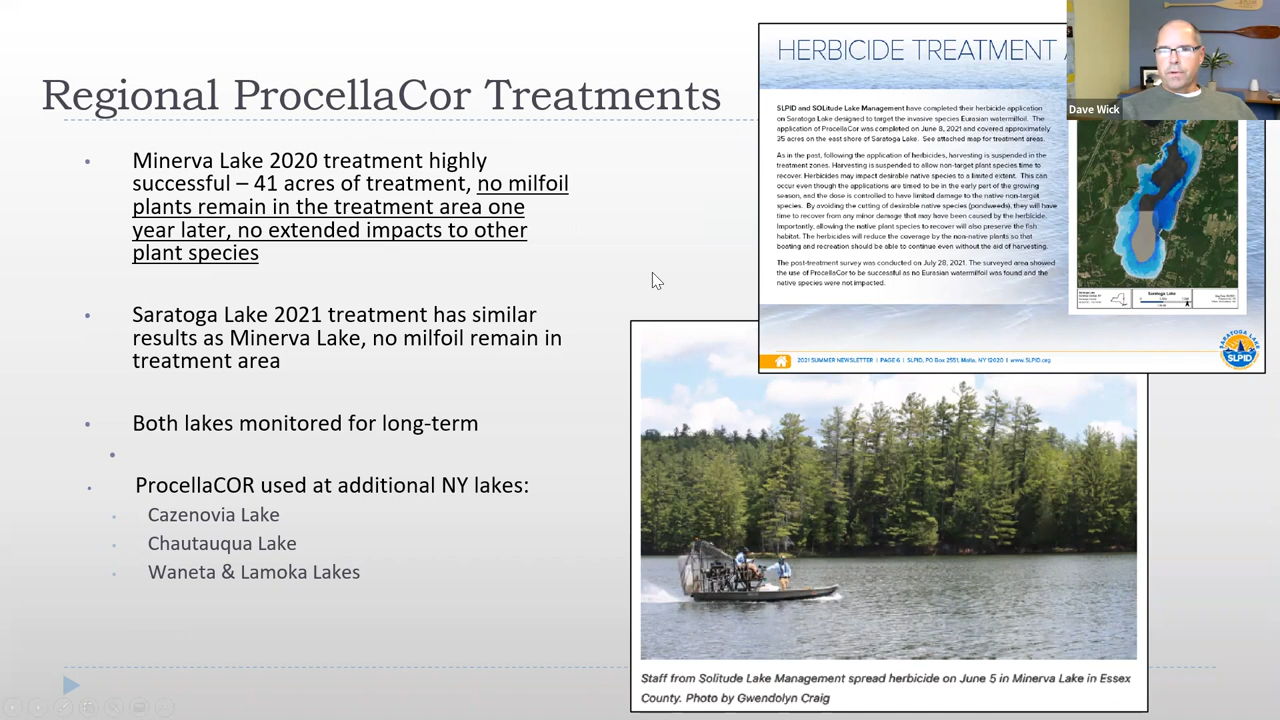 Regional ProcellaCor Treatments
Minerva Lake 2020 treatment highly
successful – 41 acres of treatment, no milfoil
plants remain in the treatment area one
year later, no extended impacts to other
plant species
Saratoga Lake 2021 treatment has similar
results as Minerva Lake, no milfoil remain in
treatment area
Both lakes monitored for long-term
ProcellaCOR used at additional NY lakes:
Cazenovia Lake
Chautauqua Lake
Waneta & Lamoka Lakes
HERBICIDE TREATMENT
Dave Wick
SLPID and SOLitude Lake Management have completed their herbicide application
on Saratoga Lake designed to target the invasive species Eurasian watermilfoil. The
application of ProcellaCor was completed on June 8, 2021 and covered approximately
35 acres on the east shore of Saratoga Lake. See attached map for treatment areas.
As in the past, following the application of herbicides, harvesting is suspended in the
treatment zones. Harvesting is suspended to allow non-target plant species time to
recover. Herbicides may impact desirable native species to a limited extent. This can
occur even though the applications are timed to be in the early part of the growing
season, and the dose is controlled to have limited damage to the native non-target
species. By avoiding the cutting of desirable native species (pondweeds), they will have
time to recover from any minor damage that may have been caused by the herbicide.
Importantly, allowing the native plant species to recover will also preserve the fish
habitat. The herbicides will reduce the coverage by the non-native plants so that
boating and recreation should be able to continue even without the aid of harvesting.
The post-treatment survey was conducted on July 28, 2021. The surveyed area showed
the use of ProcellaCor to be successful as no Eurasian watermilfoil was found and the
native species were not impacted.
Saratoga Lake
2021 SUMMER NEWSLETTER | PAGE 6 | SLPID, PO Box 2551, Malta, NY 12020 | www.SLPID.org
SARATOGA LAKE
SLPID
Staff from Solitude Lake Management spread herbicide on June 5 in Minerva Lake in Essex
County. Photo by Gwendolyn Craig